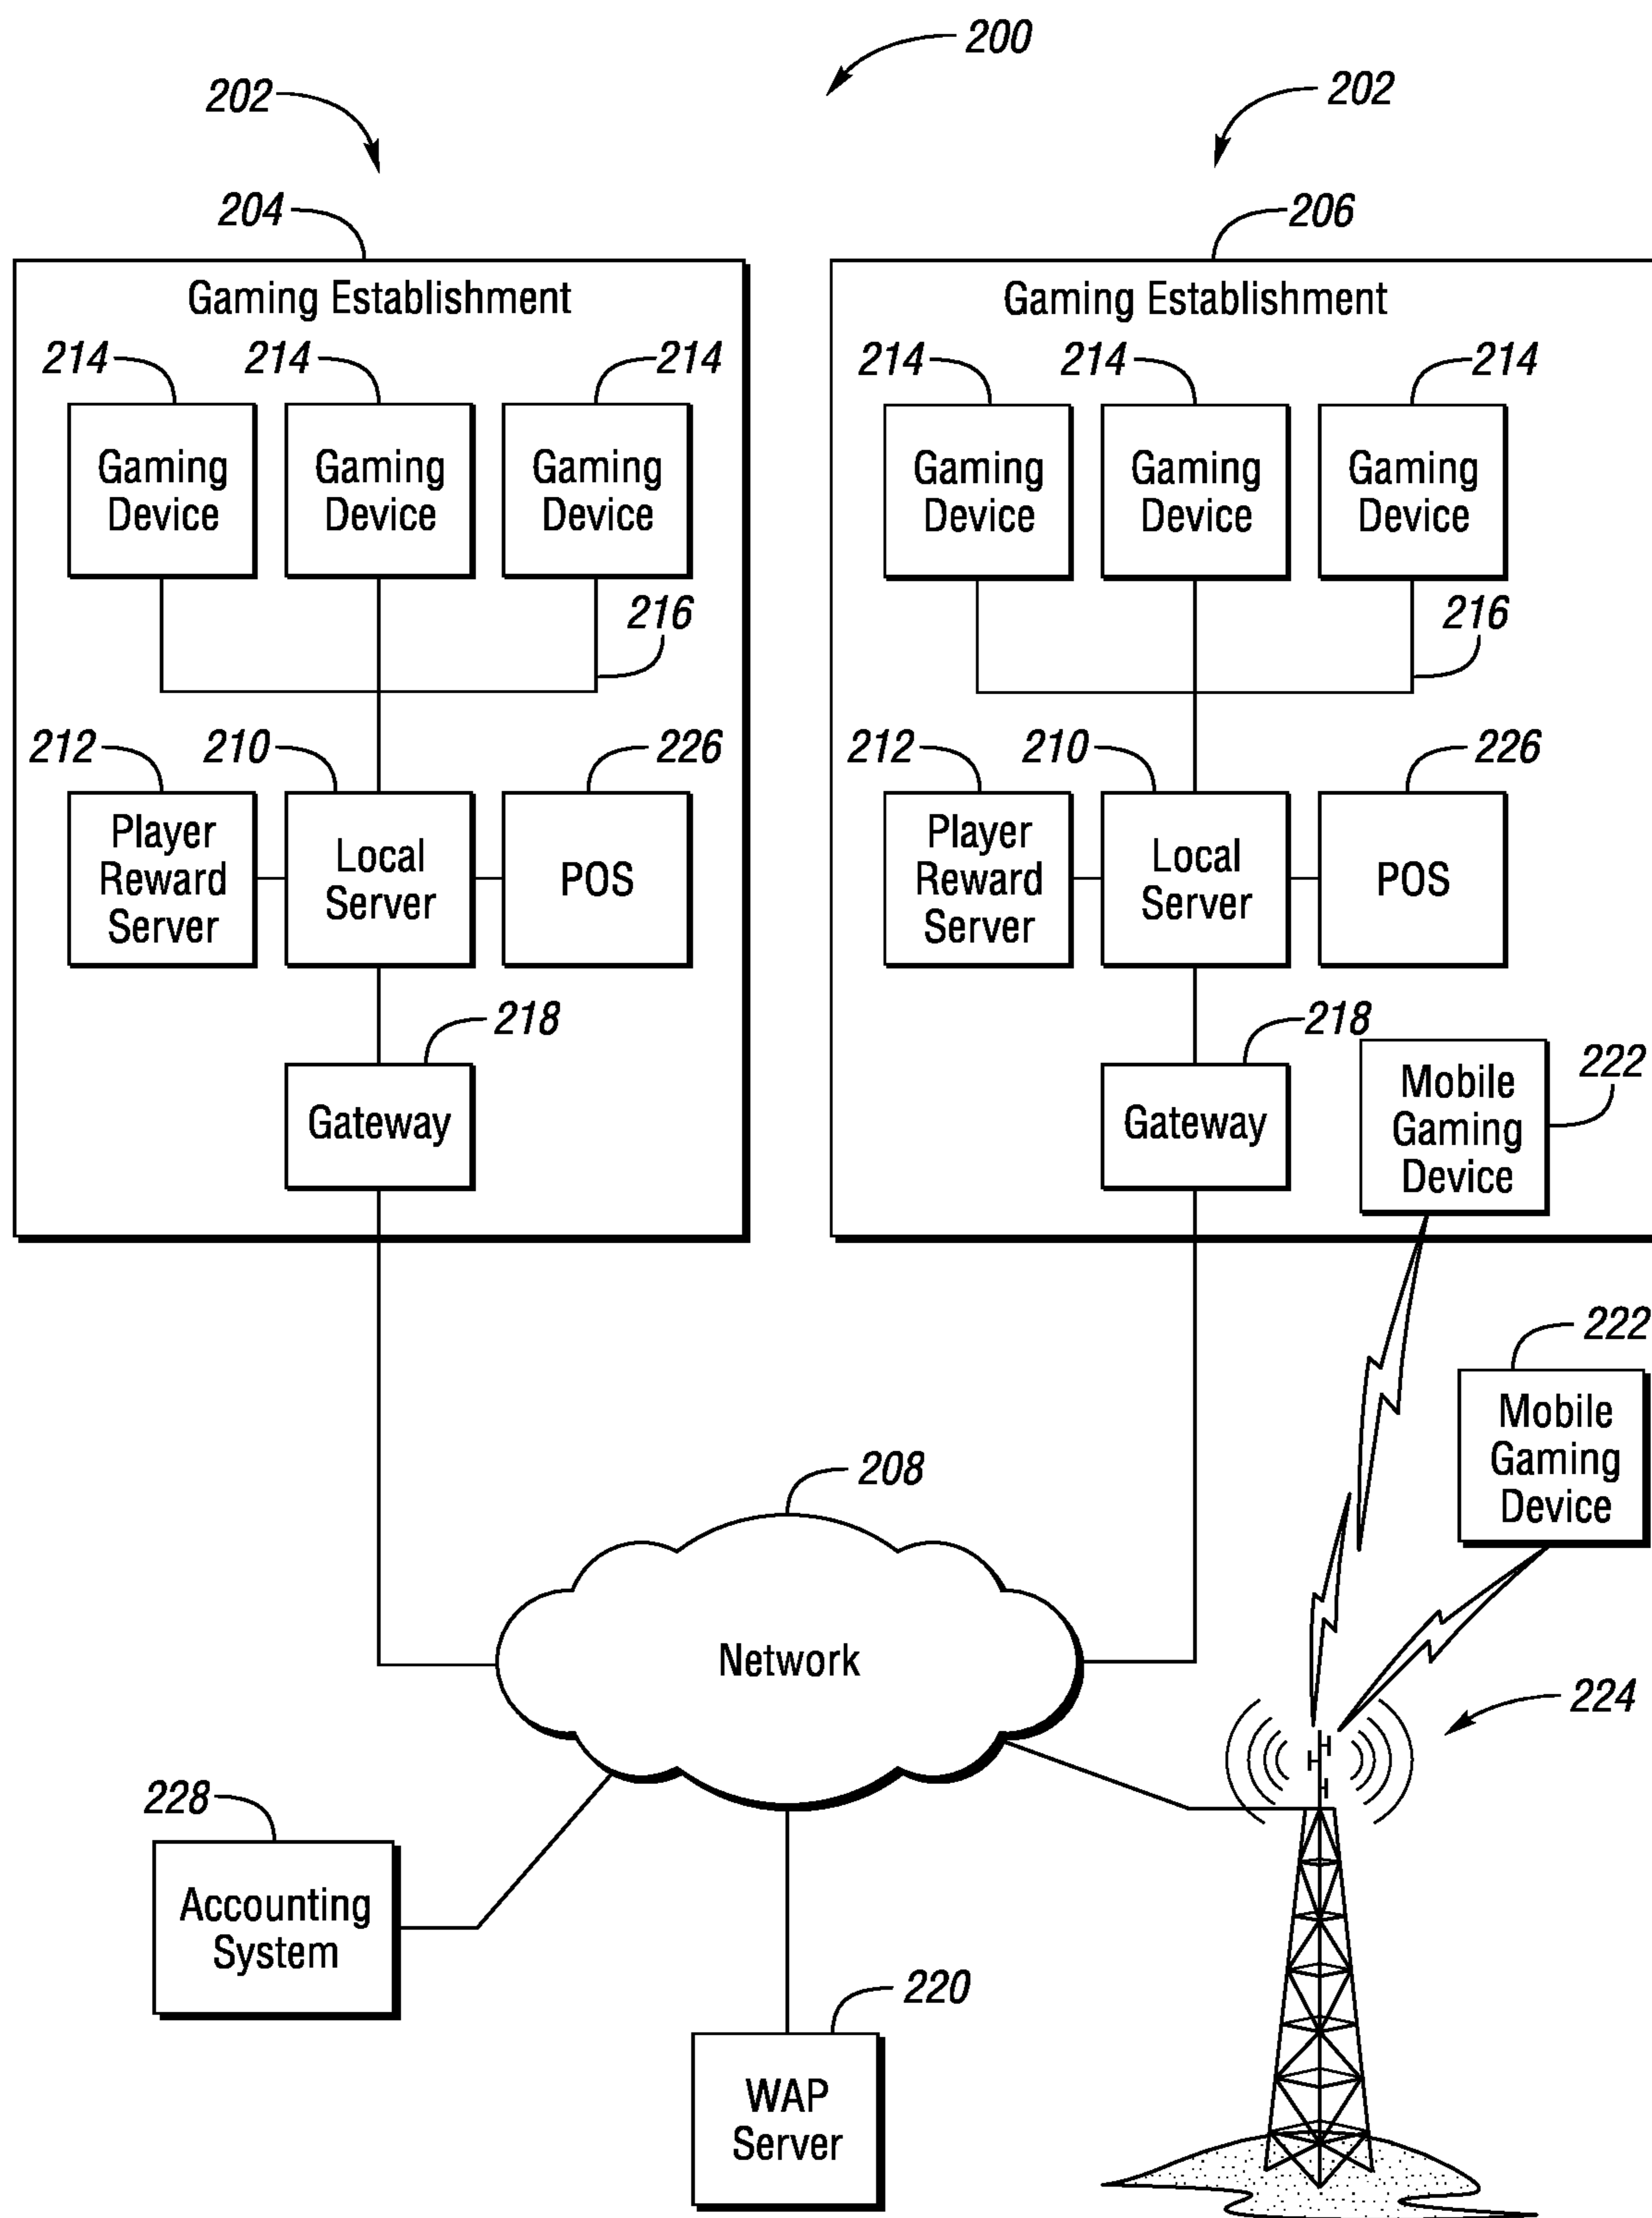 200
202
202
204
206
Gaming Establishment
Gaming Establishment
214
214
214
214
214
214
Gaming
Device
Gaming
Device
Gaming
Device
Gaming
Device
Gaming
Device
Gaming
Device
216
216
212
210
226
212
210
226
Player
Reward
Server
Local
Server
POS
Player
Reward
Server
Local
Server
POS
218
218
Gateway
Gateway
Mobile
Gaming
Device
222
222
Mobile
Gaming
Device
208
Network
224
228
Accounting
System
220
WAP
Server